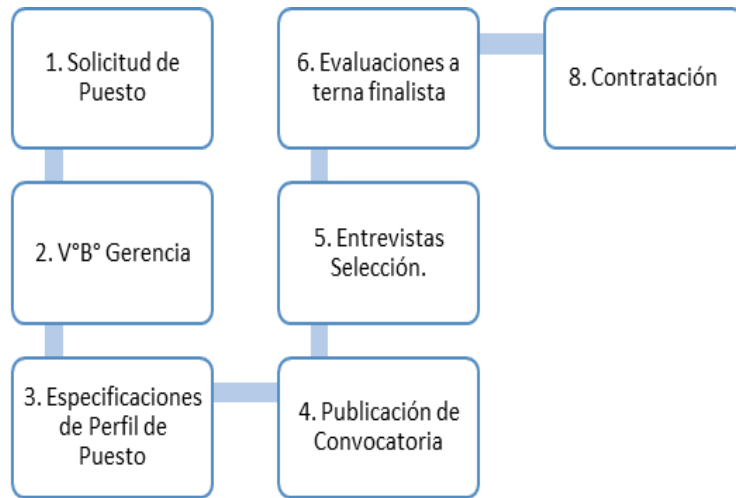 1. Solicitud de
Puesto
2. V°B° Gerencia
3. Especificaciones
de Perfil de
Puesto
4. Publicación de
Convocatoria
5. Entrevistas
Selección.
6. Evaluaciones a
terna finalista
8. Contratación